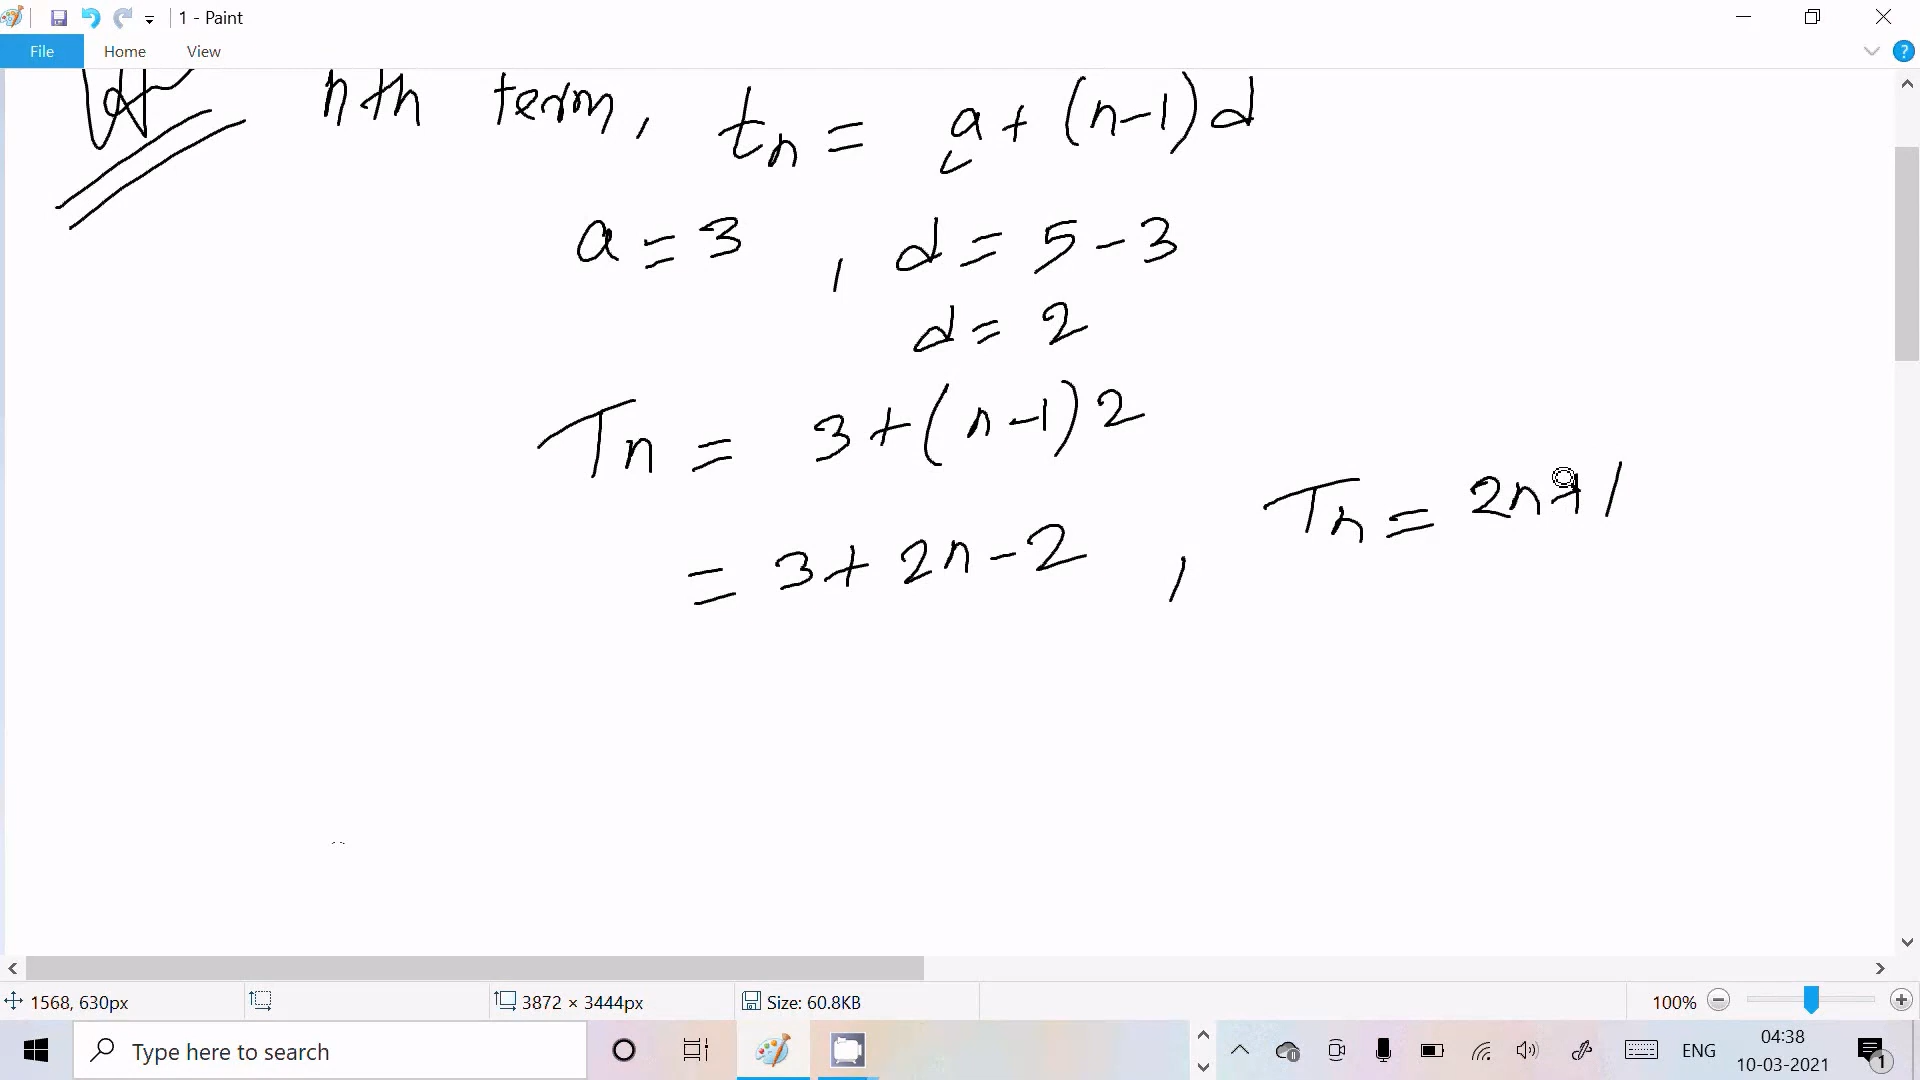 1 - Paint
File Home View
nth term, tn = a + (n-1)d
a = 3 , d = 5 - 3
d = 2
Tn = 3 + (n-1)2
= 3 + 2n - 2 , Tn = 2n + 1
1568, 630px 3872 × 3444px Size: 60.8KB 100%
Type here to search ENG 04:38
10-03-2021 1